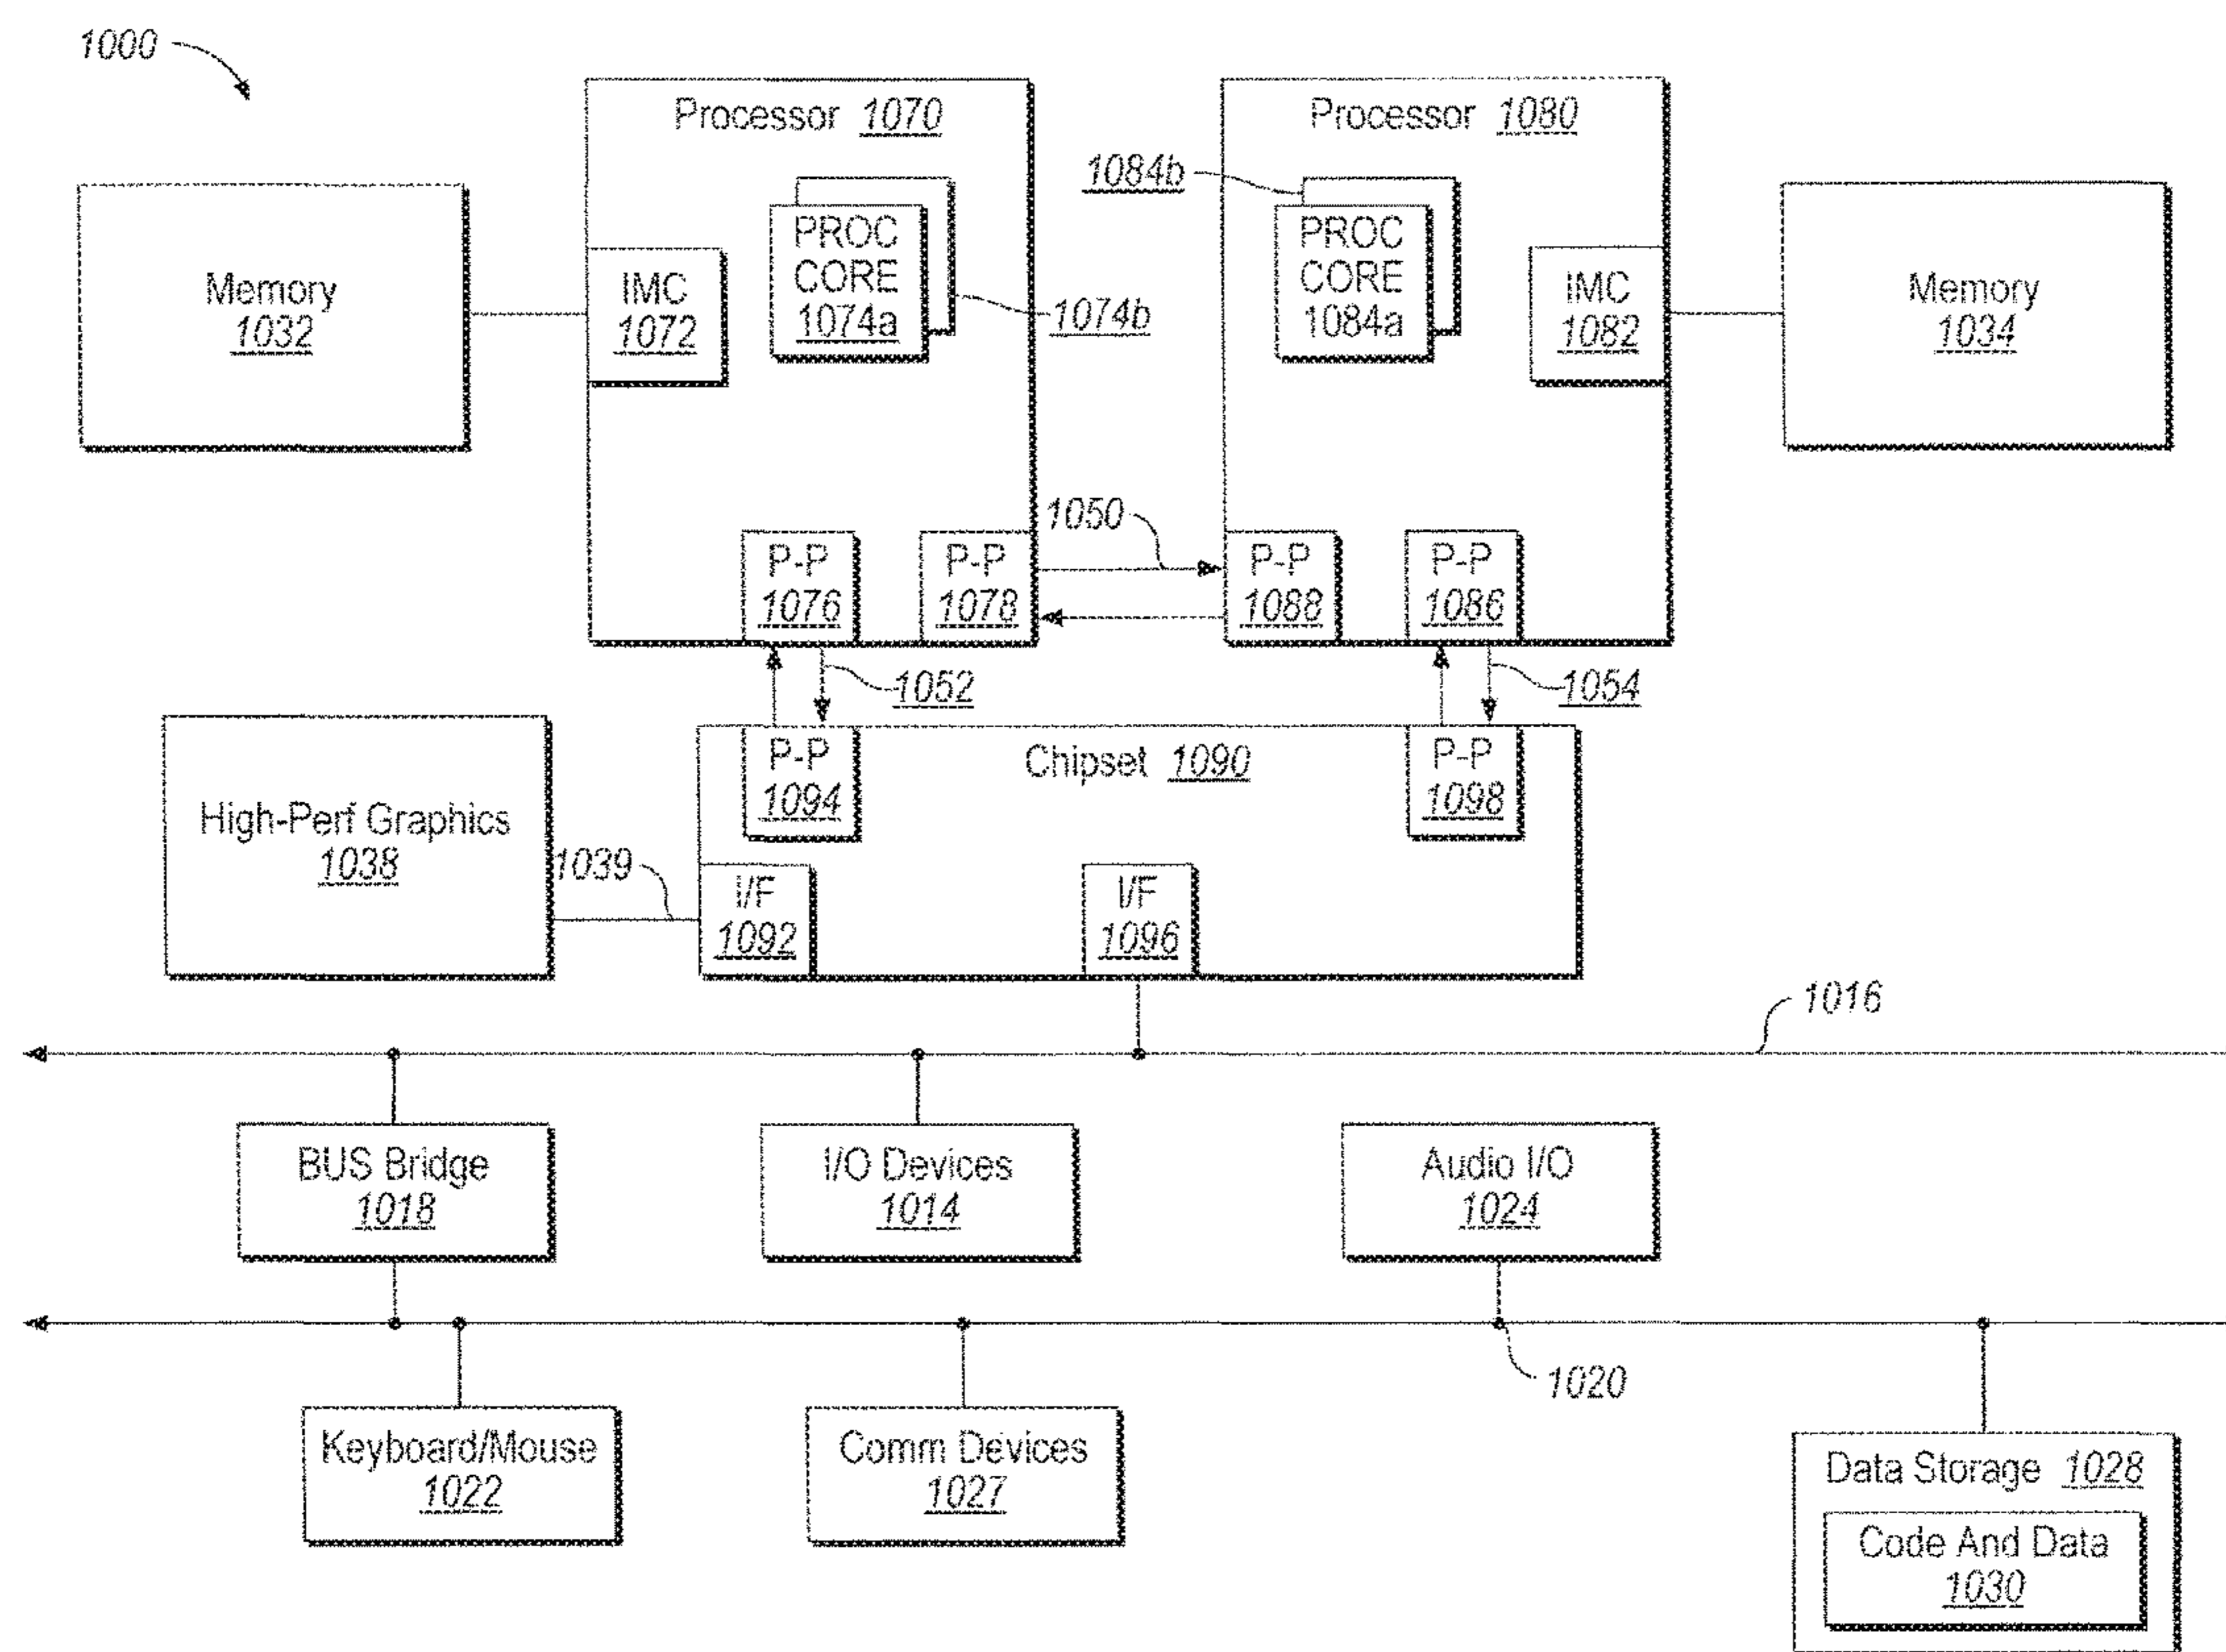 1000
Processor 1070
Processor 1080
1084b
PROC
CORE
1074a
PROC
CORE
1084a
Memory
1032
IMC
1072
1074b
IMC
1082
Memory
1034
1050
P-P
1076
P-P
1078
P-P
1088
P-P
1086
1052
1054
High-Perf Graphics
1038
1039
P-P
1094
Chipset 1090
P-P
1098
I/F
1092
I/F
1096
1016
BUS Bridge
1018
I/O Devices
1014
Audio I/O
1024
1020
Keyboard/Mouse
1022
Comm Devices
1027
Data Storage 1028
Code And Data
1030